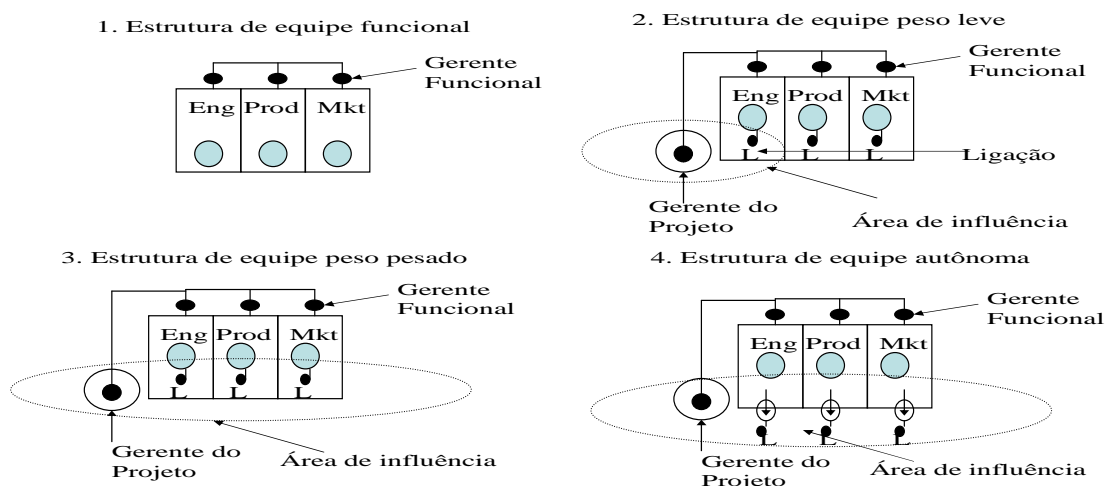 1. Estrutura de equipe funcional
Gerente
Funcional
Eng Prod Mkt
2. Estrutura de equipe peso leve
Gerente
Funcional
Eng Prod Mkt
L L L
Ligação
Gerente do
Projeto
Área de influência
3. Estrutura de equipe peso pesado
Gerente
Funcional
Eng Prod Mkt
L L L
Gerente do
Projeto
Área de influência
4. Estrutura de equipe autônoma
Gerente
Funcional
Eng Prod Mkt
L L L
Gerente do
Projeto
Área de influência